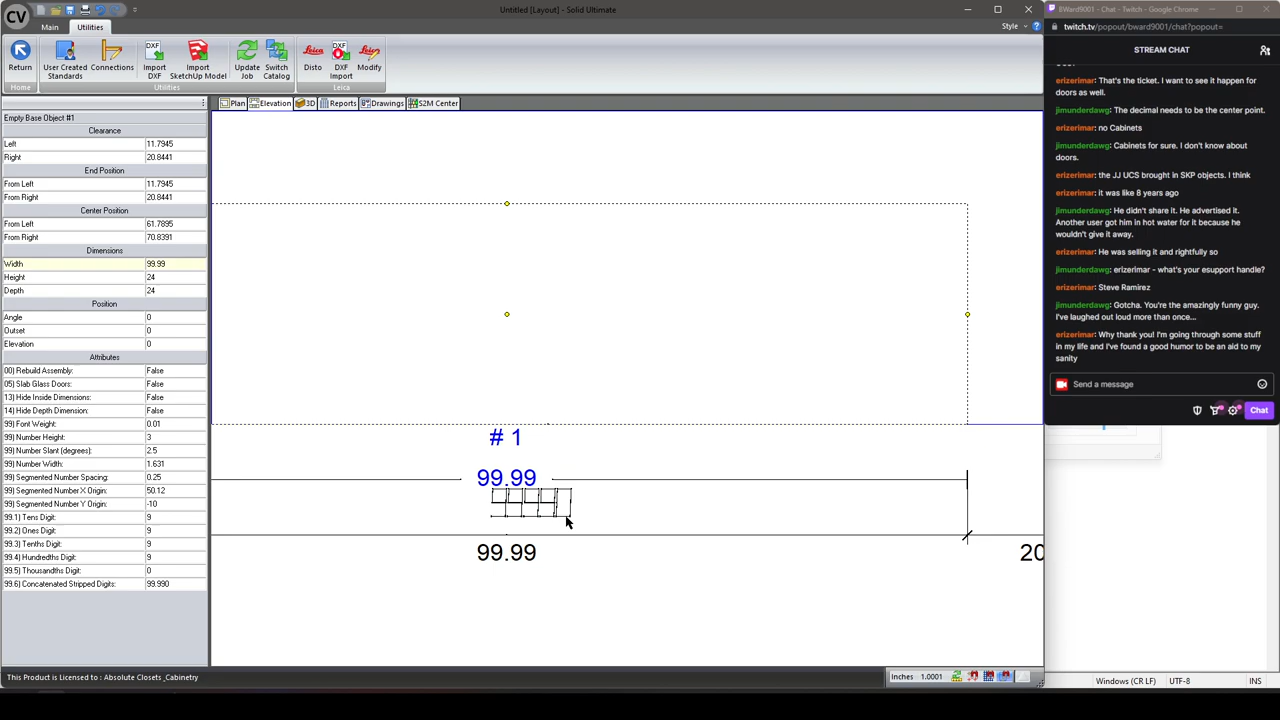 CV
Untitled [Layout] - Solid Ultimate
Main
Utilities
Style
Return
User Created Standards
Connections
Import DXF
Import SketchUp Model
Update Job
Switch Catalog
Disto
DXF Import
Modify
Home
Utilities
Leica
Plan
Elevation
3D
Reports
Drawings
S2M Center
Empty Base Object #1
Clearance
Left 11.7945
Right 20.8441
End Position
From Left 11.7945
From Right 20.8441
Center Position
From Left 61.7895
From Right 70.8391
Dimensions
Width 99.99
Height 24
Depth 24
Position
Angle 0
Outset 0
Elevation 0
Attributes
00) Rebuild Assembly: False
05) Slab Glass Doors: False
13) Hide Inside Dimension: False
14) Hide Depth Dimension: False
99) Font Weight: 0.01
99) Number Height: 3
99) Number Slant (degrees): 2.5
99) Number Width: 1.631
99) Segmented Number Spacing: 0.25
99) Segmented Number X Origin: 50.12
99) Segmented Number Y Origin: -10
99.1) Tens Digit: 9
99.2) Ones Digit: 9
99.3) Tenths Digit: 9
99.4) Hundredths Digit: 9
99.5) Thousandths Digit: 0
99.6) Concatenated Stripped Digits: 99.990
# 1
99.99
99.99
20
This Product is Licensed to : Absolute Closets _Cabinetry
Inches 1.0001
BWard9001 - Chat - Twitch - Google Chrome
twitch.tv/popout/bward9001/chat?popout=
STREAM CHAT
erizerimar: That's the ticket. I want to see it happen for
doors as well.
jimunderdawg: The decimal needs to be the center point.
erizerimar: no Cabinets
jimunderdawg: Cabinets for sure. I don't know about
doors.
erizerimar: the JJ UCS brought in SKP objects. I think
erizerimar: it was like 8 years ago
jimunderdawg: He didn't share it. He advertised it.
Another user got him in hot water for it because he
wouldn't give it away.
erizerimar: He was selling it and rightfully so
jimunderdawg: erizerimar - what's your esupport handle?
erizerimar: Steve Ramirez
jimunderdawg: Gotcha. You're the amazingly funny guy.
I've laughed out loud more than once...
erizerimar: Why thank you! I'm going through some stuff
in my life and I've found a good humor to be an aid to my
sanity
Send a message
Chat
Windows (CR LF)
UTF-8
INS